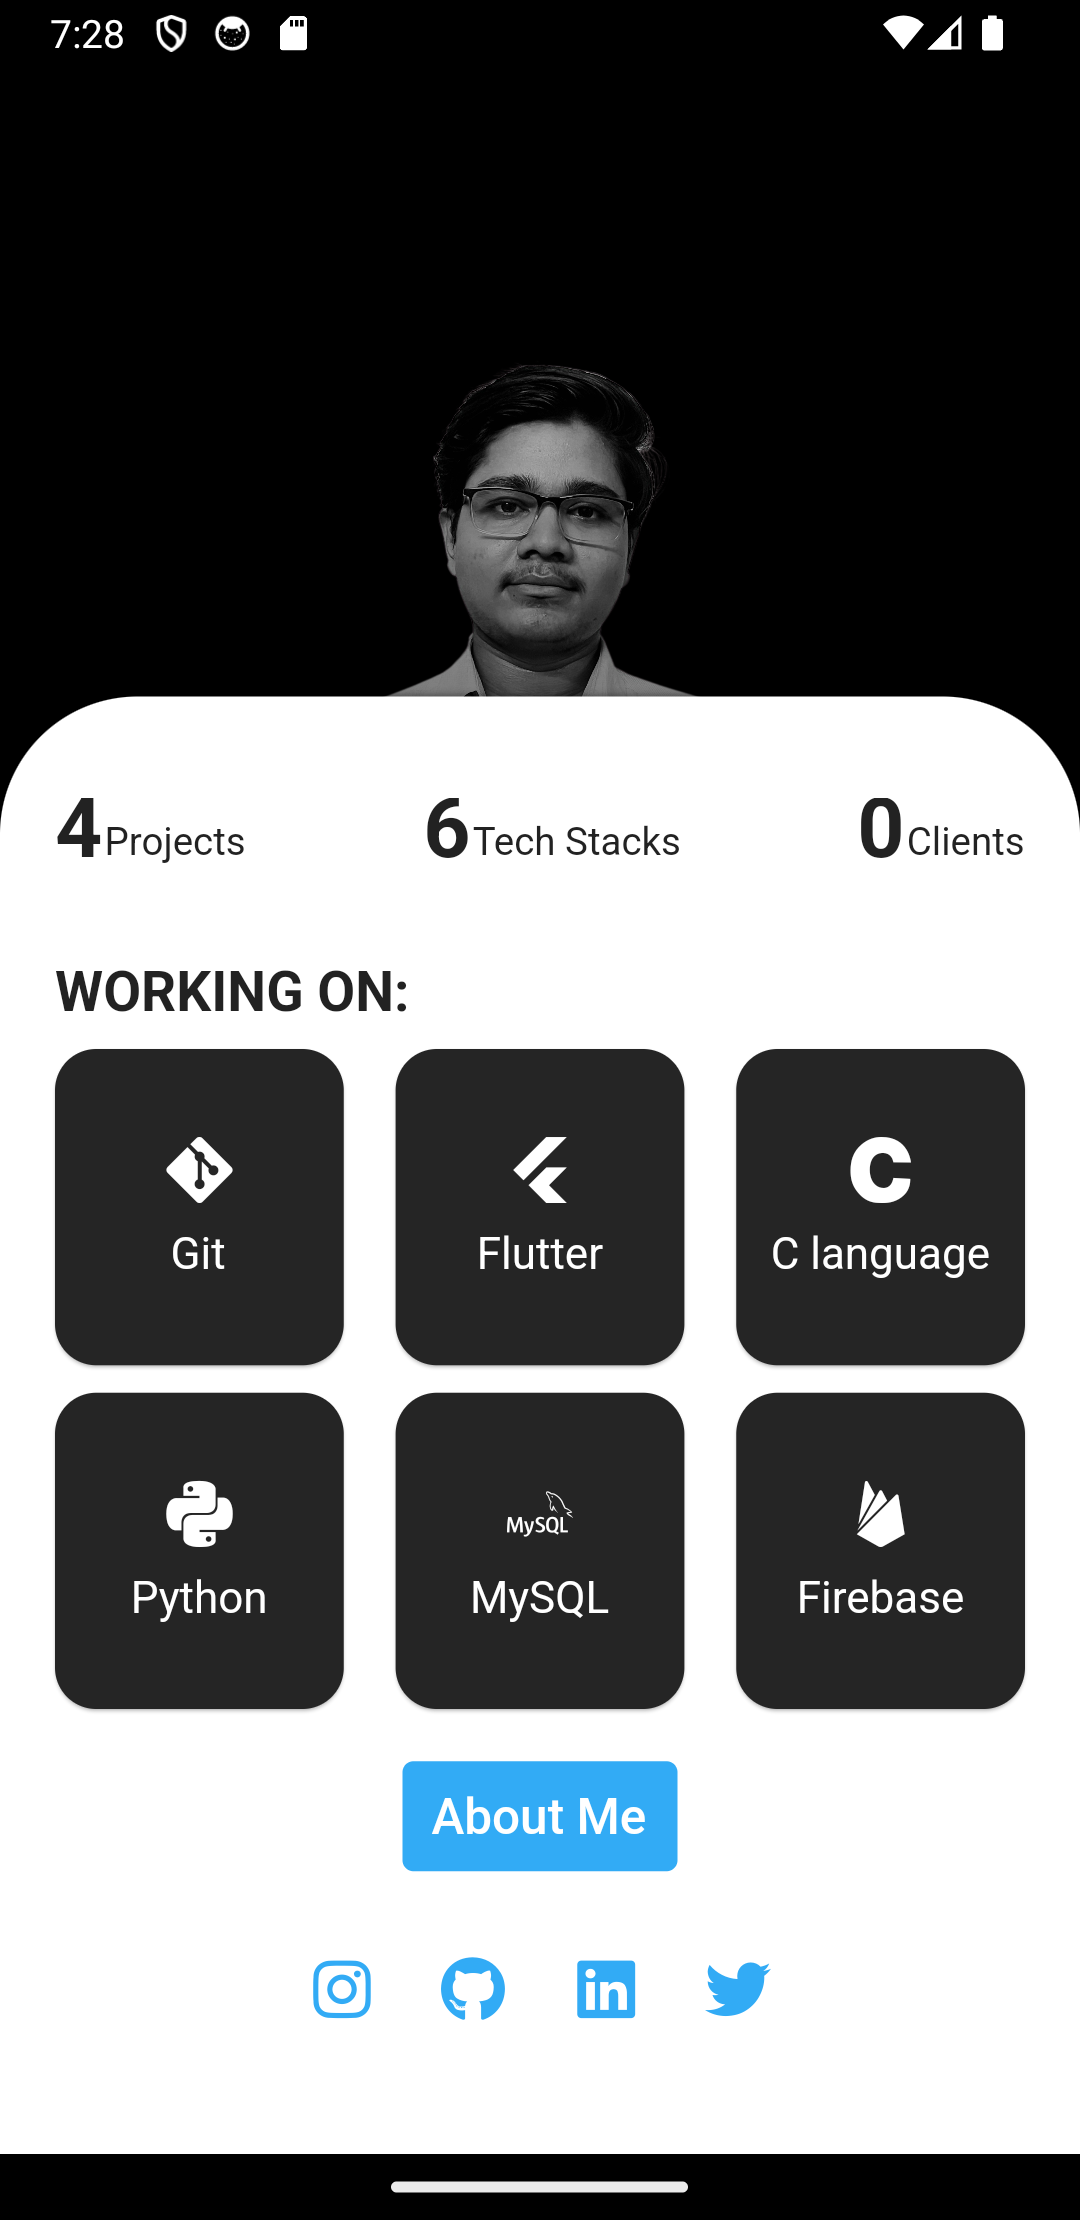 7:28
4 Projects 6 Tech Stacks 0 Clients
WORKING ON:
Git Flutter C language
MySQL
Python MySQL Firebase
About Me